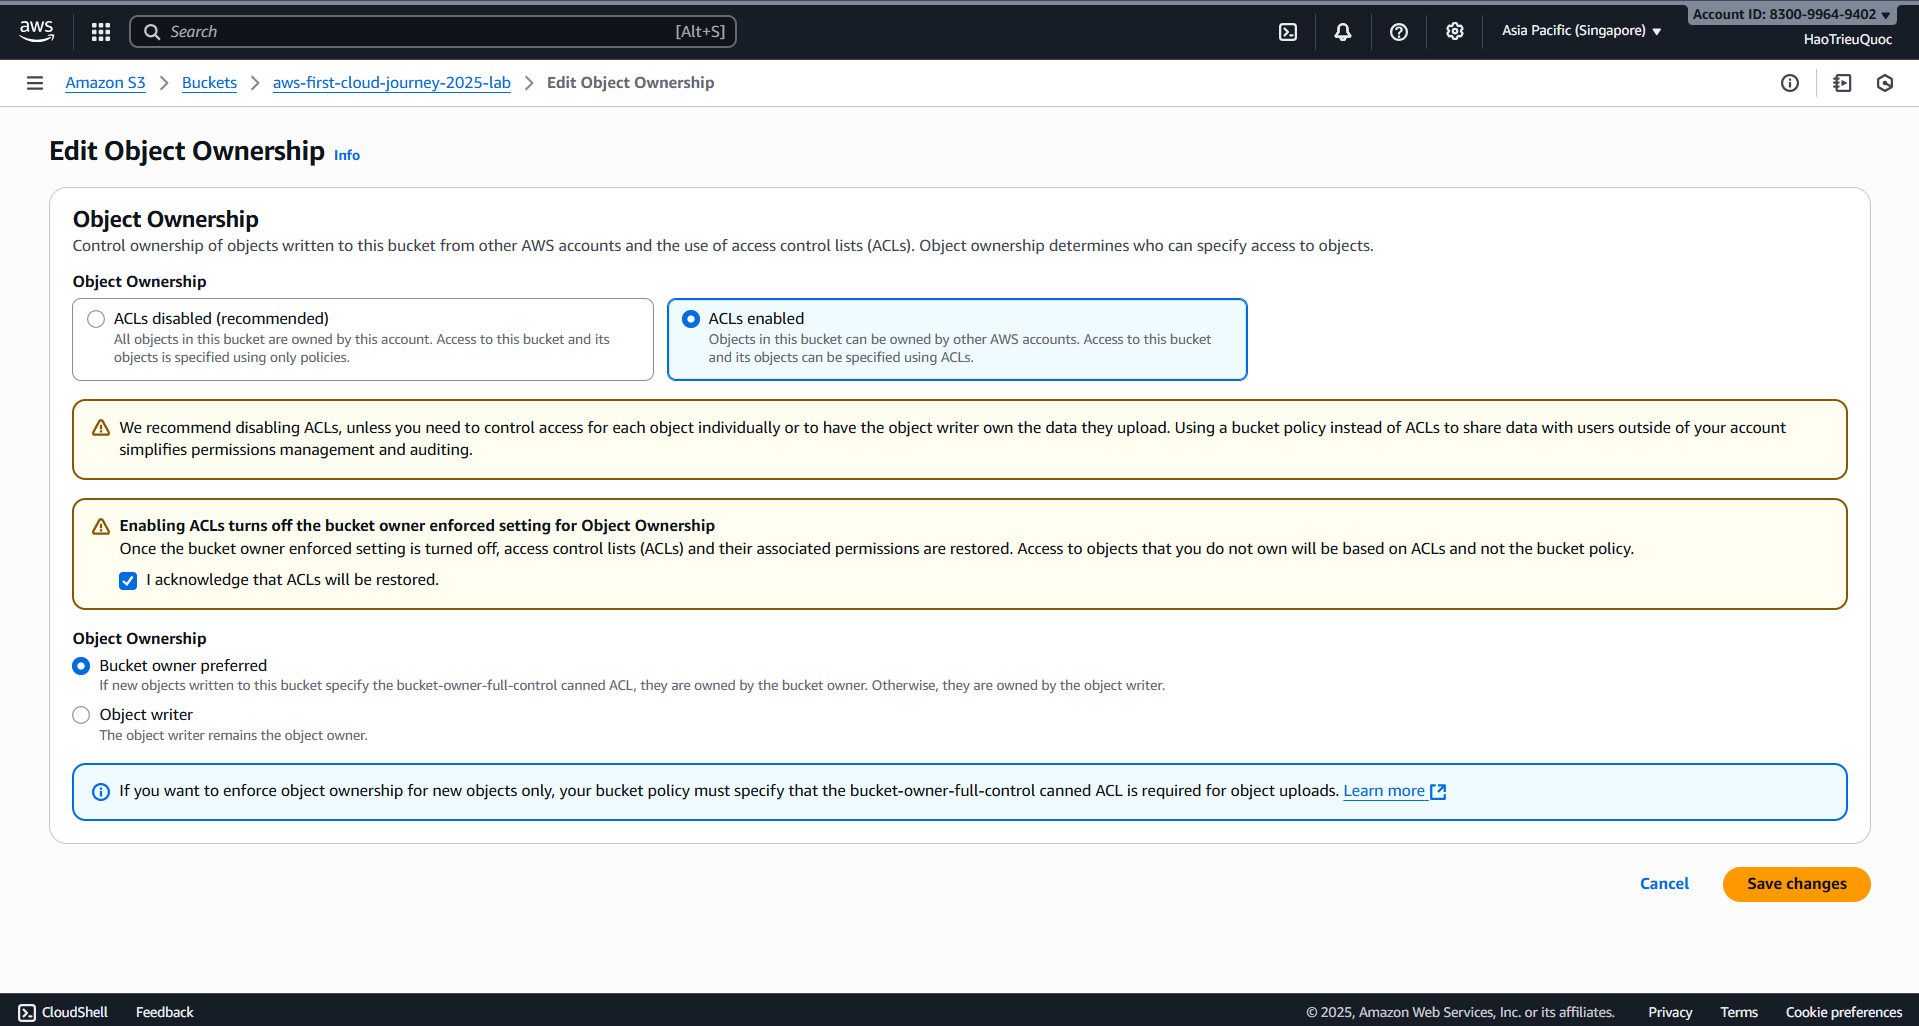 aws
Search [Alt+S]
Asia Pacific (Singapore)
Account ID: 8300-9964-9402
HaoTrieuQuoc
Amazon S3 > Buckets > aws-first-cloud-journey-2025-lab > Edit Object Ownership
Edit Object Ownership Info
Object Ownership
Control ownership of objects written to this bucket from other AWS accounts and the use of access control lists (ACLs). Object ownership determines who can specify access to objects.
Object Ownership
ACLs disabled (recommended)
All objects in this bucket are owned by this account. Access to this bucket and its
objects is specified using only policies.
ACLs enabled
Objects in this bucket can be owned by other AWS accounts. Access to this bucket
and its objects can be specified using ACLs.
We recommend disabling ACLs, unless you need to control access for each object individually or to have the object writer own the data they upload. Using a bucket policy instead of ACLs to share data with users outside of your account
simplifies permissions management and auditing.
Enabling ACLs turns off the bucket owner enforced setting for Object Ownership
Once the bucket owner enforced setting is turned off, access control lists (ACLs) and their associated permissions are restored. Access to objects that you do not own will be based on ACLs and not the bucket policy.
I acknowledge that ACLs will be restored.
Object Ownership
Bucket owner preferred
If new objects written to this bucket specify the bucket-owner-full-control canned ACL, they are owned by the bucket owner. Otherwise, they are owned by the object writer.
Object writer
The object writer remains the object owner.
If you want to enforce object ownership for new objects only, your bucket policy must specify that the bucket-owner-full-control canned ACL is required for object uploads. Learn more
Cancel Save changes
CloudShell Feedback © 2025, Amazon Web Services, Inc. or its affiliates. Privacy Terms Cookie preferences